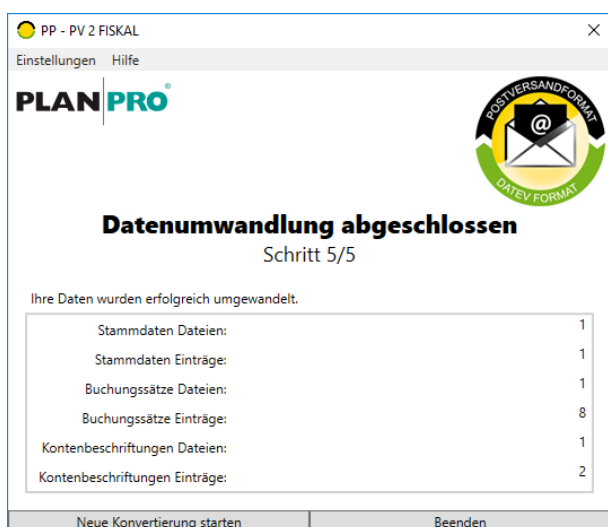 PP - PV 2 FISKAL
Einstellungen Hilfe
PLAN PRO®
POSTVERSANDFORMAT
@
DATEV FORMAT
Datenumwandlung abgeschlossen
Schritt 5/5
Ihre Daten wurden erfolgreich umgewandelt.
Stammdaten Dateien: 1
Stammdaten Einträge: 1
Buchungssätze Dateien: 1
Buchungssätze Einträge: 8
Kontenbeschriftungen Dateien: 1
Kontenbeschriftungen Einträge: 2
Neue Konvertierung starten Beenden